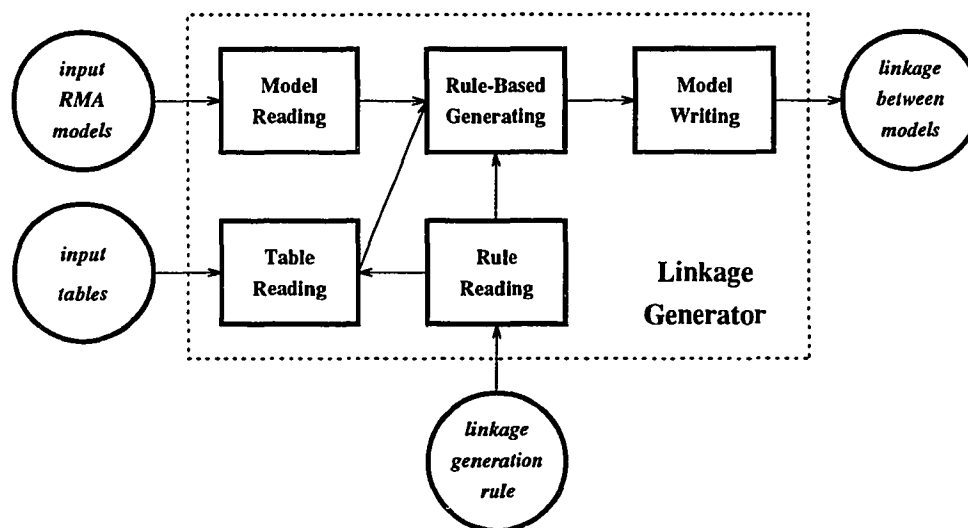 input
RMA
models
Model
Reading
Rule-Based
Generating
Model
Writing
linkage
between
models
input
tables
Table
Reading
Rule
Reading
Linkage
Generator
linkage
generation
rule